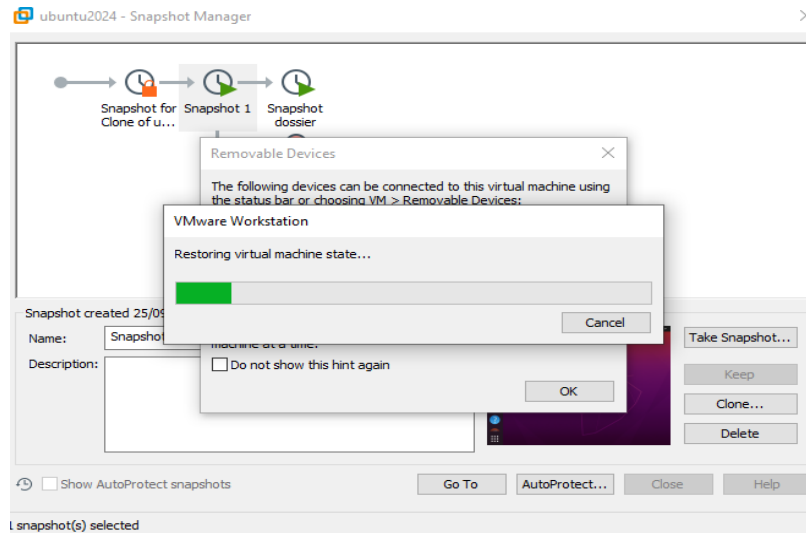 ubuntu2024 - Snapshot Manager
Snapshot for
Clone of u...
Snapshot 1
Snapshot
dossier
Removable Devices
The following devices can be connected to this virtual machine using
the status bar or choosing VM > Removable Devices:
VMware Workstation
Restoring virtual machine state...
Cancel
machine at a time.
Do not show this hint again
OK
Snapshot created 25/09
Name:
Snapshot
Description:
Take Snapshot...
Keep
Clone...
Delete
Show AutoProtect snapshots
Go To
AutoProtect...
Close
Help
1 snapshot(s) selected